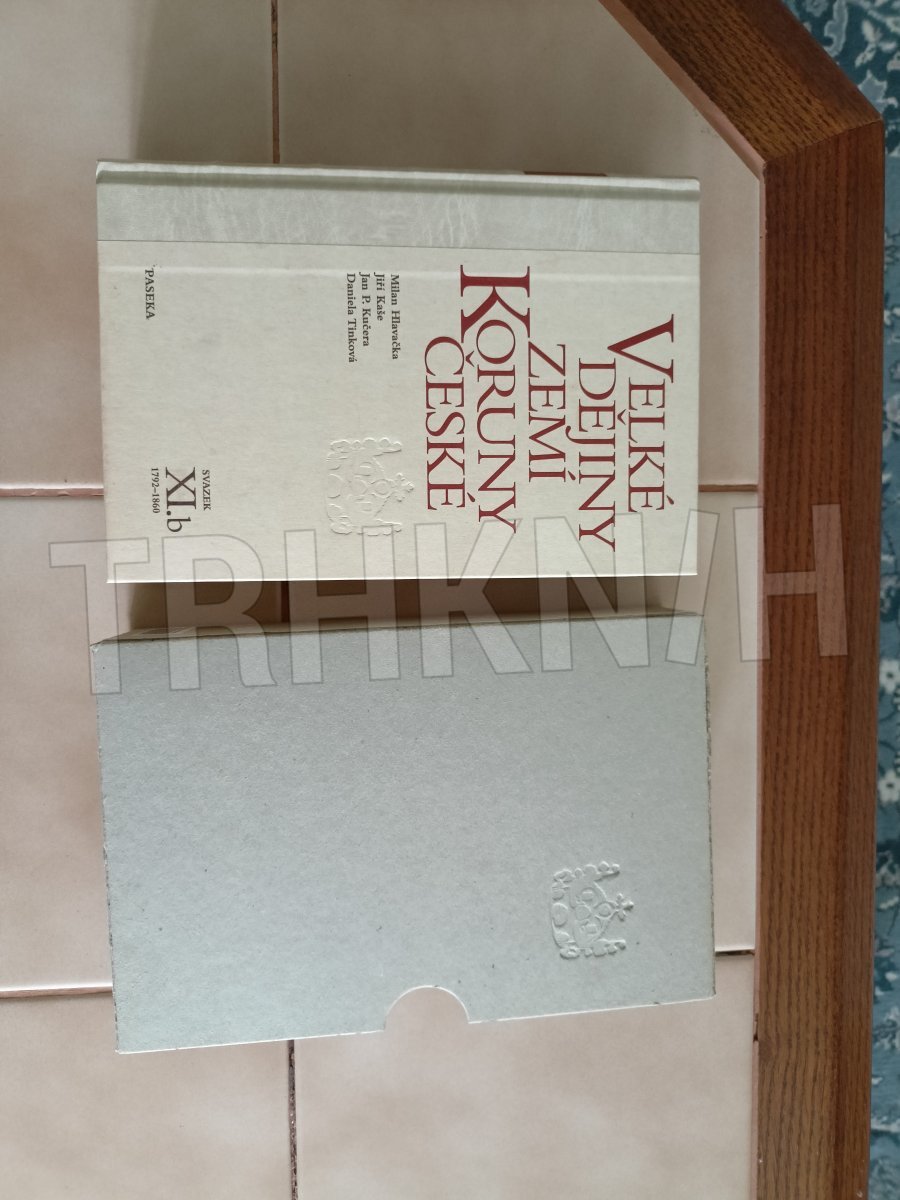 VELKÉ
DĚJINY
ZEMÍ
KORUNY
ČESKÉ
Milan Hlavačka
Jiří Kaše
Jan P. Kučera
Daniela Tinková
SVAZEK
XI.b
1792–1860
PASEKA
TRHKNIH